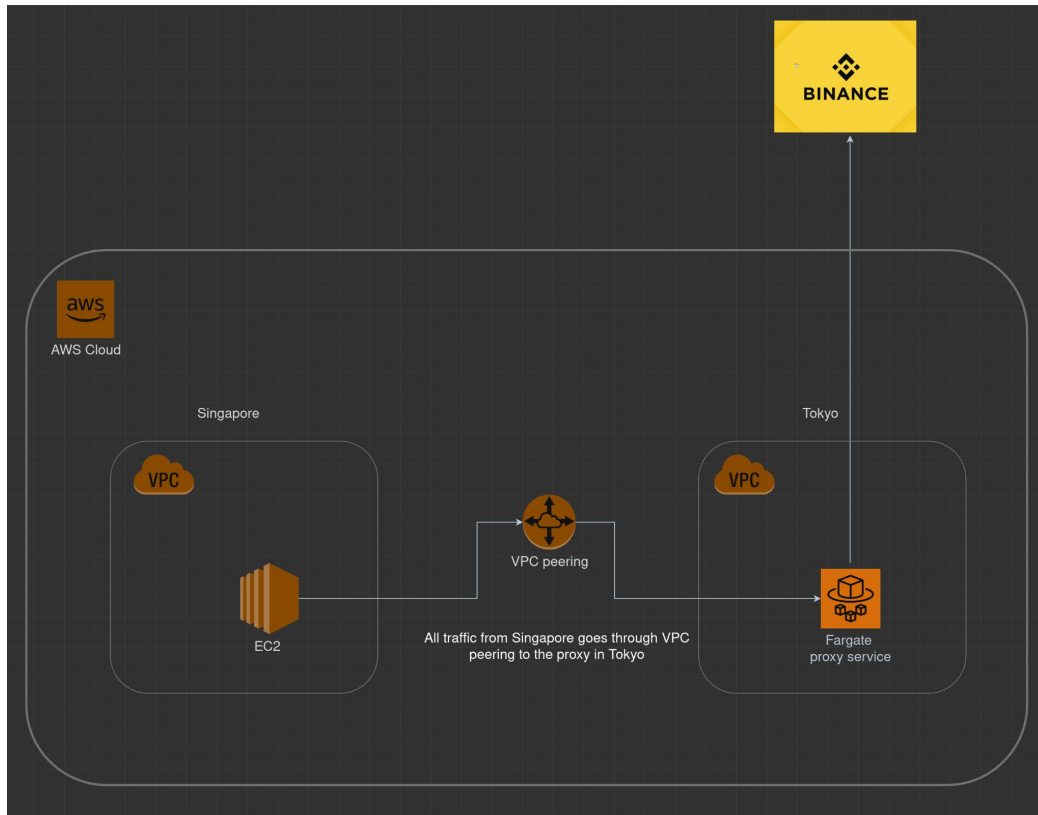 BINANCE
aws
AWS Cloud
Singapore
Tokyo
VPC
VPC
VPC peering
EC2
All traffic from Singapore goes through VPC
peering to the proxy in Tokyo
Fargate
proxy service